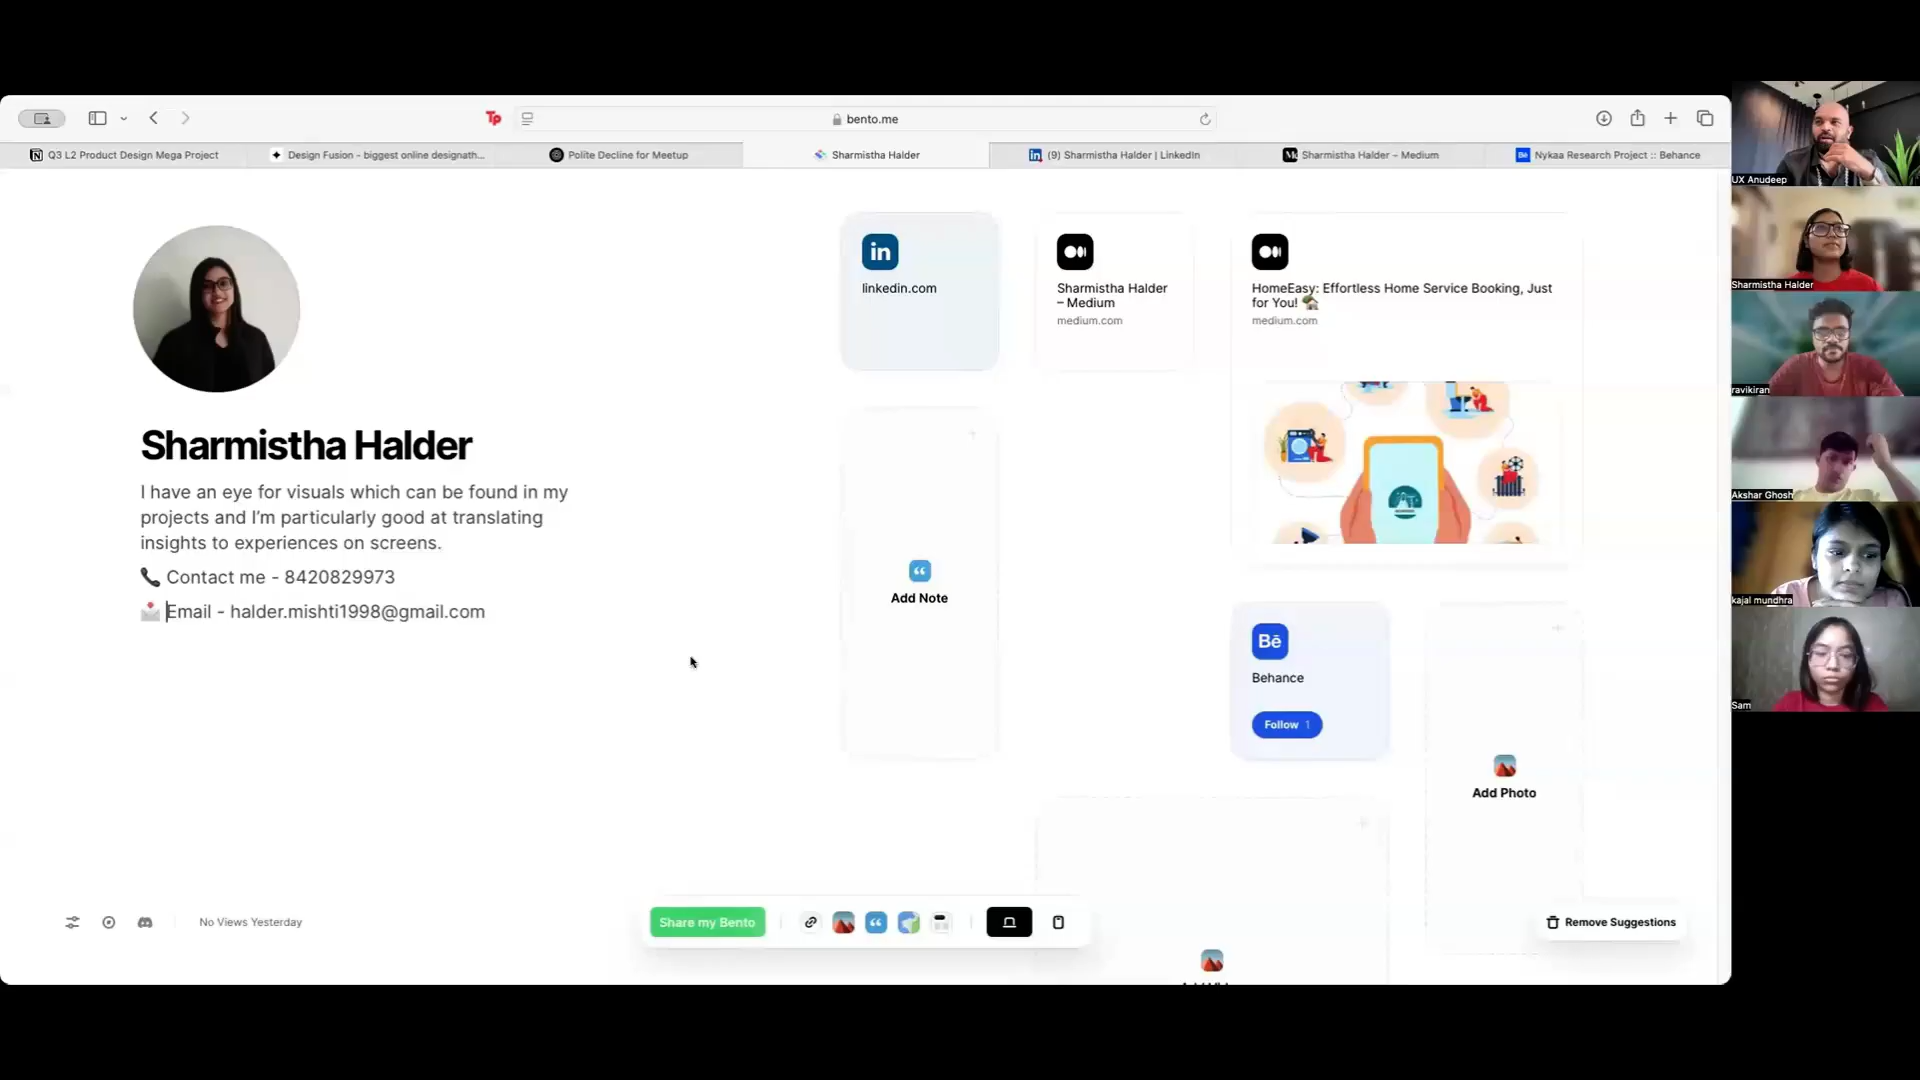 bento.me
Q3 L2 Product Design Mega Project
Design Fusion - biggest online designath...
Polite Decline for Meetup
Sharmistha Halder
(9) Sharmistha Halder | LinkedIn
Sharmistha Halder – Medium
Nykaa Research Project :: Behance
Sharmistha Halder
I have an eye for visuals which can be found in my
projects and I'm particularly good at translating
insights to experiences on screens.
📞 Contact me - 8420829973
📩 Email - halder.mishti1998@gmail.com
in
linkedin.com
Sharmistha Halder
– Medium
medium.com
HomeEasy: Effortless Home Service Booking, Just
for You! 🏡
medium.com
Add Note
Bē
Behance
Follow 1
Add Photo
No Views Yesterday
Share my Bento
Remove Suggestions
UX Anudeep
Sharmistha Halder
ravikiran
Akshar Ghosh
kajal mundhra
Sam